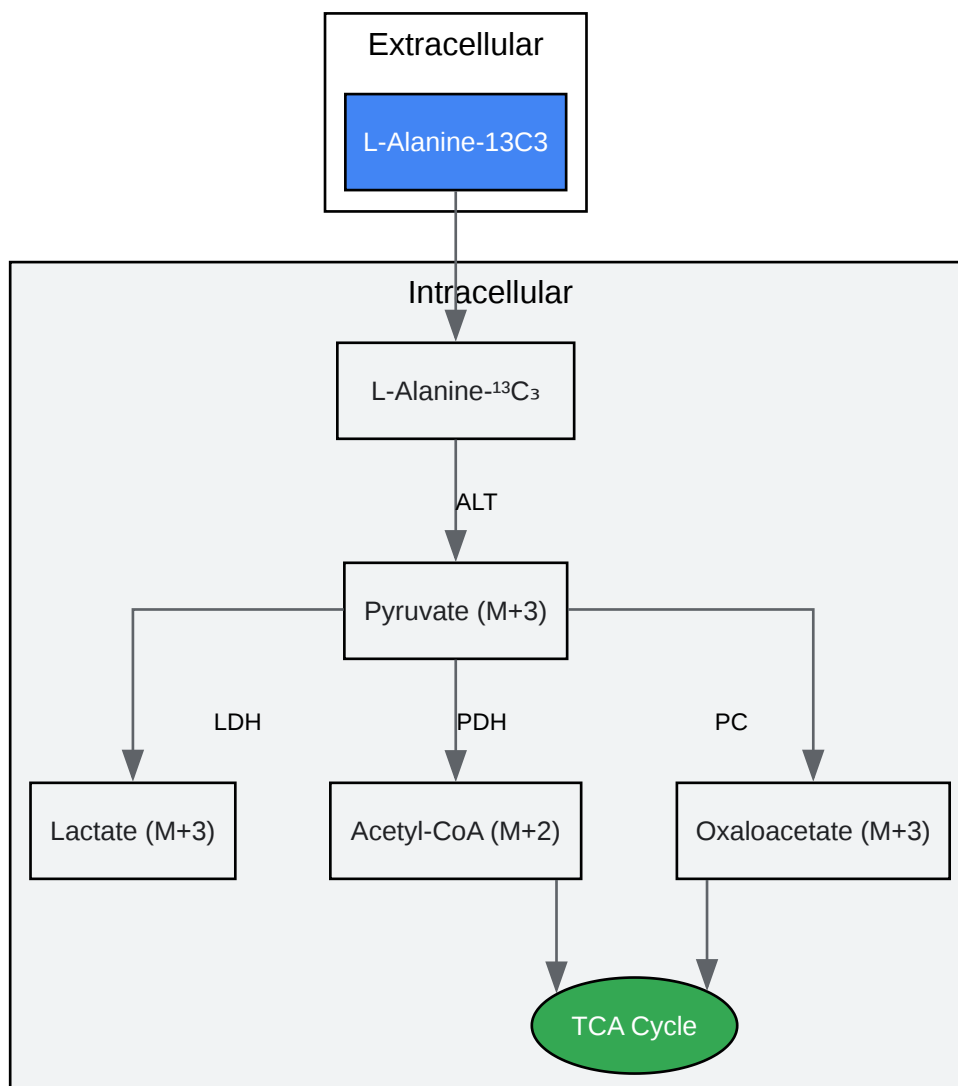 Extracellular
L-Alanine-13C3
Intracellular
L-Alanine-¹³C₃
ALT
Pyruvate (M+3)
LDH
PDH
PC
Lactate (M+3)
Acetyl-CoA (M+2)
Oxaloacetate (M+3)
TCA Cycle